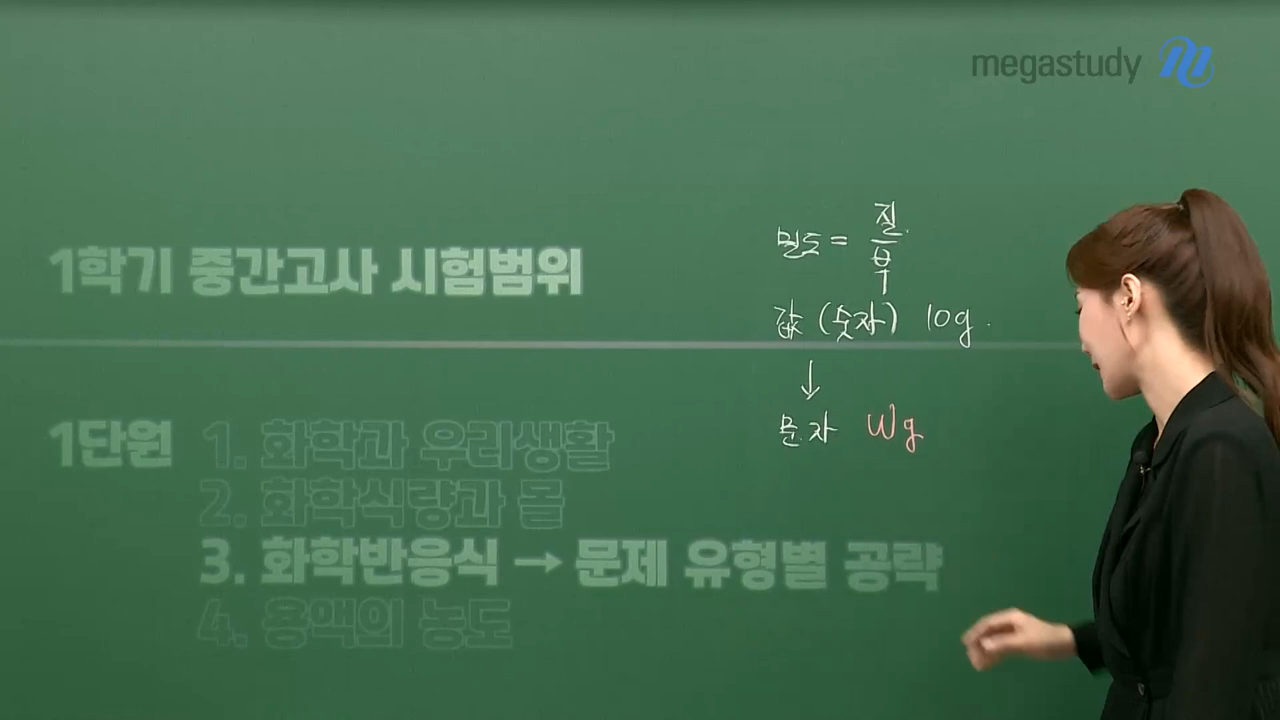 megastudy
밀도 = 질/부
1학기 중간고사 시험범위
값 (숫자) 10g.
↓
문자 Wg
1단원 1. 화학과 우리생활
2. 화학식량과 몰
3. 화학반응식 → 문제 유형별 공략
4. 용액의 농도